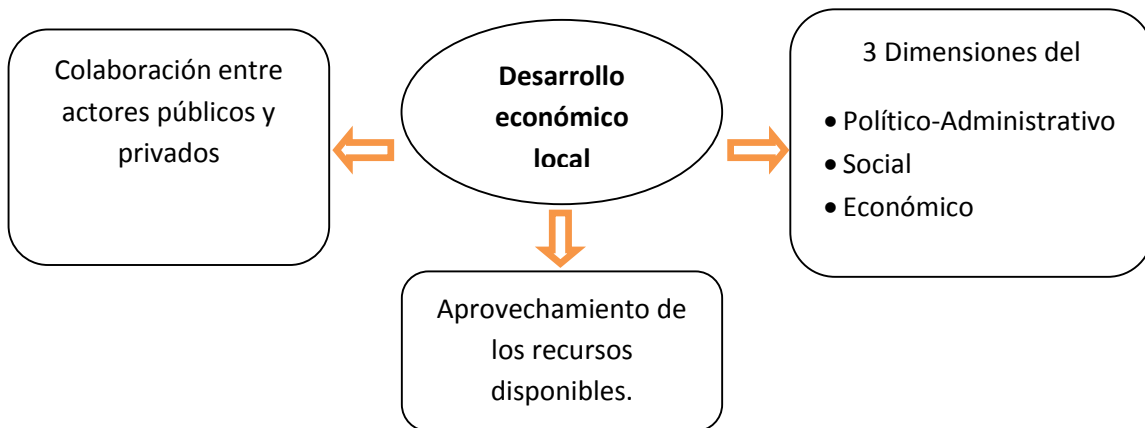 Colaboración entre
actores públicos y
privados
Desarrollo
económico
local
3 Dimensiones del
• Político-Administrativo
• Social
• Económico
Aprovechamiento de
los recursos
disponibles.